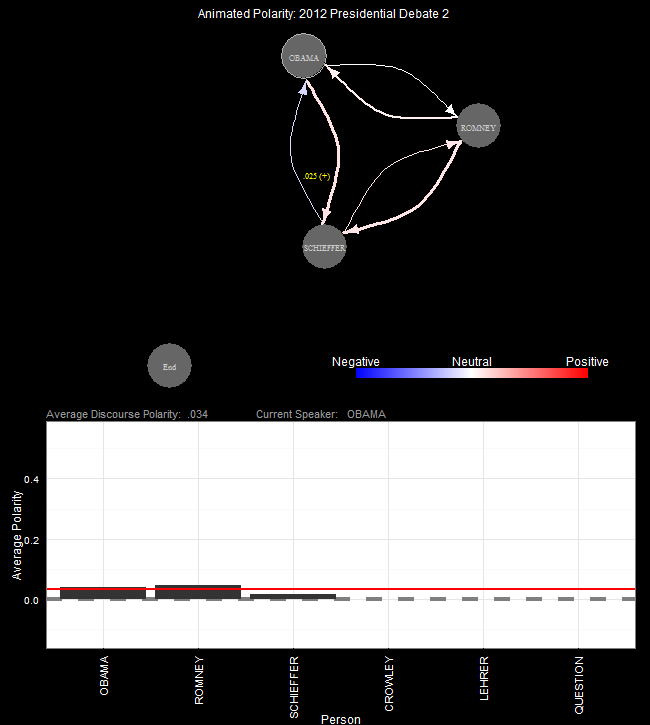 Animated Polarity: 2012 Presidential Debate 2
OBAMA
ROMNEY
.025 (+)
SCHIEFFER
End
Negative Neutral Positive
Average Discourse Polarity: .034 Current Speaker: OBAMA
Average Polarity
0.4
0.2
0.0
OBAMA
ROMNEY
SCHIEFFER
CROWLEY
LEHRER
QUESTION
Person